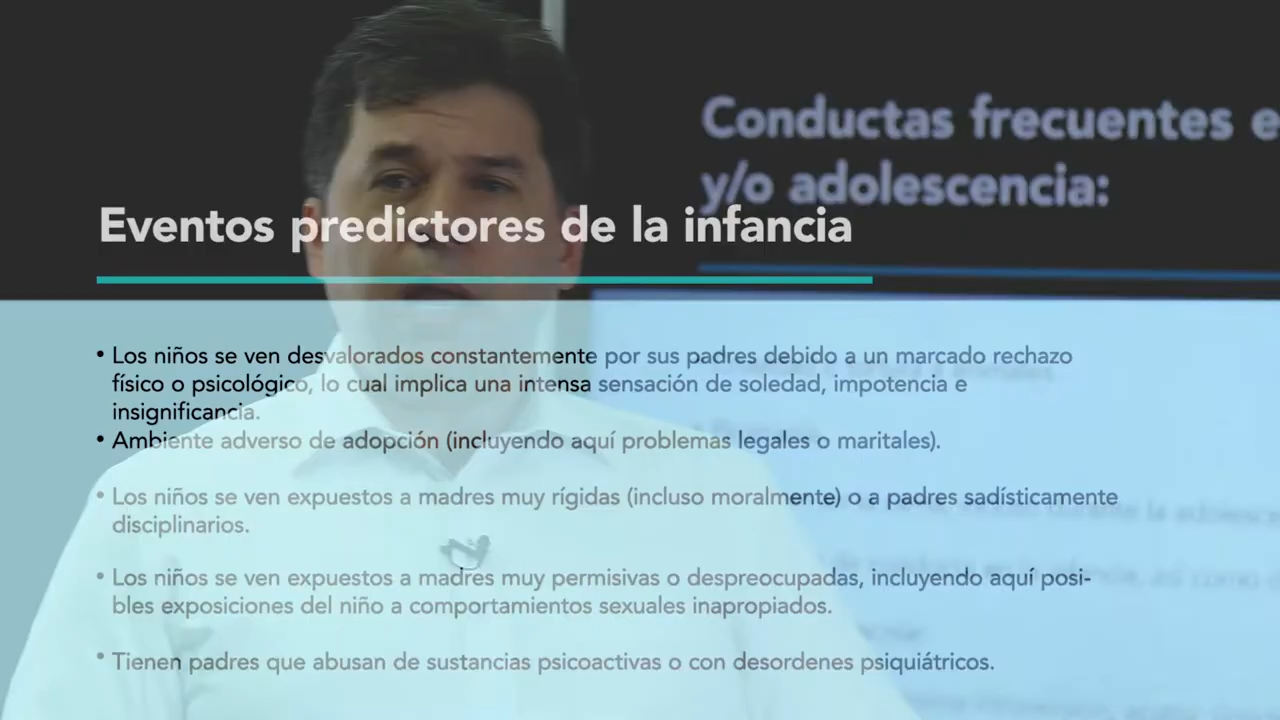 Conductas frecuentes e
y/o adolescencia:
Eventos predictores de la infancia
• Los niños se ven desvalorados constantemente por sus padres debido a un marcado rechazo
físico o psicológico, lo cual implica una intensa sensación de soledad, impotencia e
insignificancia.
• Ambiente adverso de adopción (incluyendo aquí problemas legales o maritales).
• Los niños se ven expuestos a madres muy rígidas (incluso moralmente) o a padres sadísticamente
disciplinarios.
• Los niños se ven expuestos a madres muy permisivas o despreocupadas, incluyendo aquí posi-
bles exposiciones del niño a comportamientos sexuales inapropiados.
• Tienen padres que abusan de sustancias psicoactivas o con desordenes psiquiátricos.